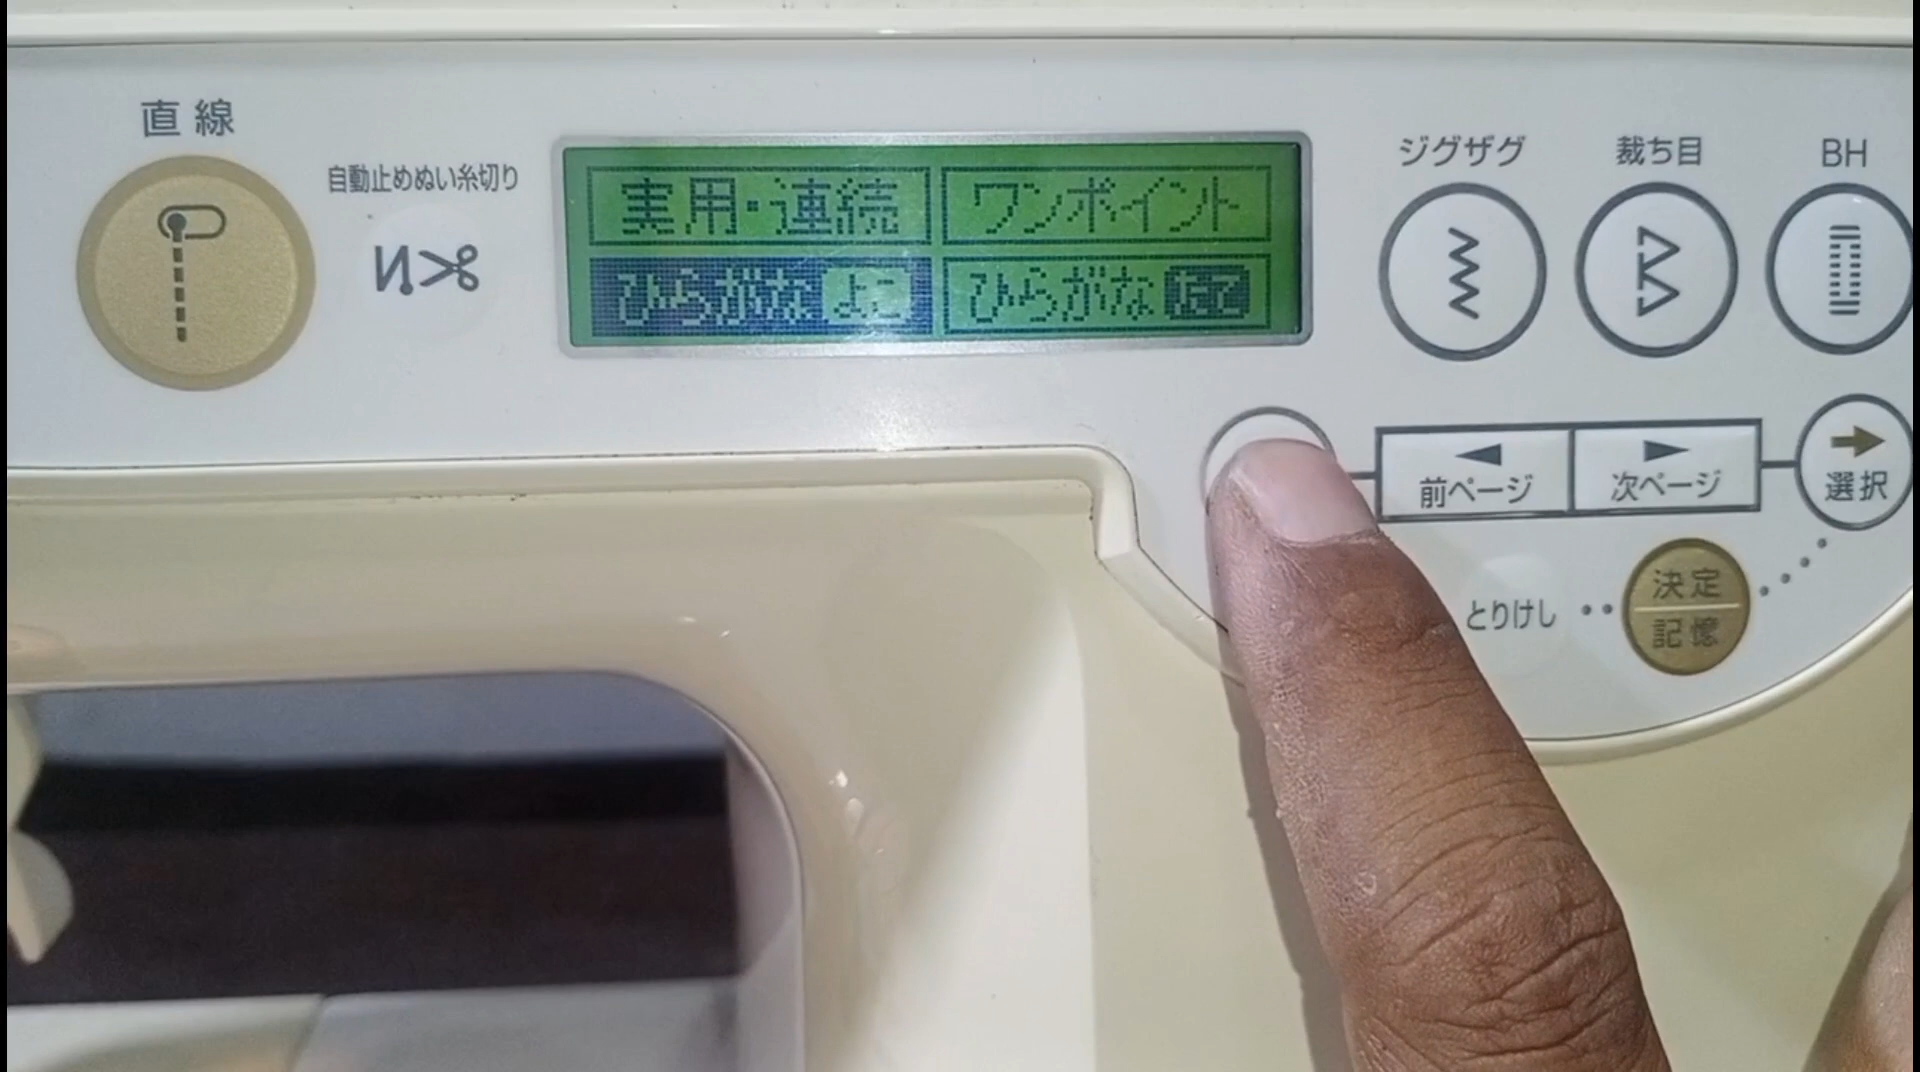 直線
自動止めぬい糸切り
実用・連続
ワンポイント
ひらがな よこ
ひらがな たて
ジグザグ
裁ち目
BH
前ページ
次ページ
選択
とりけし
決定
記憶